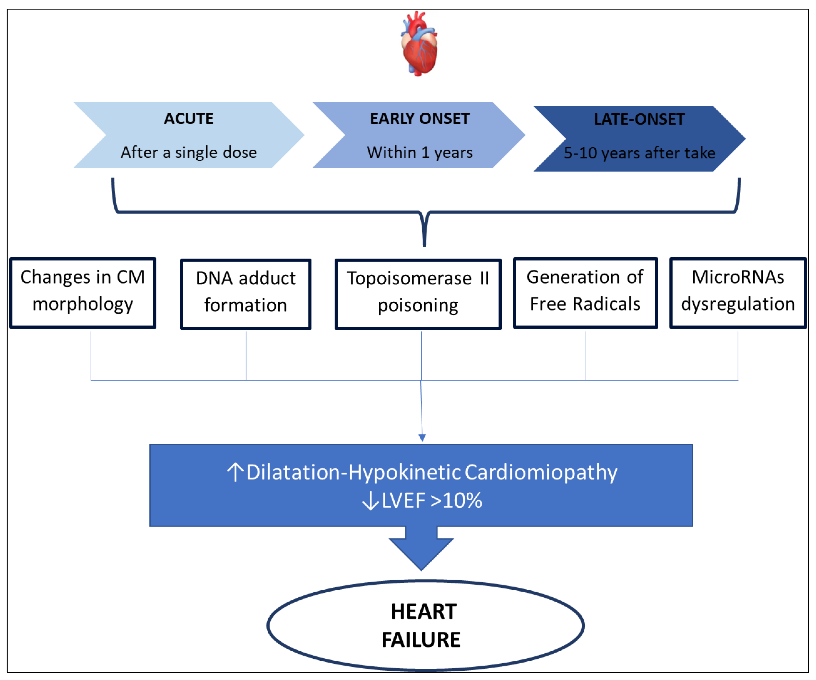 ACUTE
After a single dose
EARLY ONSET
Within 1 years
LATE-ONSET
5-10 years after take
Changes in CM
morphology
DNA adduct
formation
Topoisomerase II
poisoning
Generation of
Free Radicals
MicroRNAs
dysregulation
↑Dilatation-Hypokinetic Cardiomiopathy
↓LVEF >10%
HEART
FAILURE